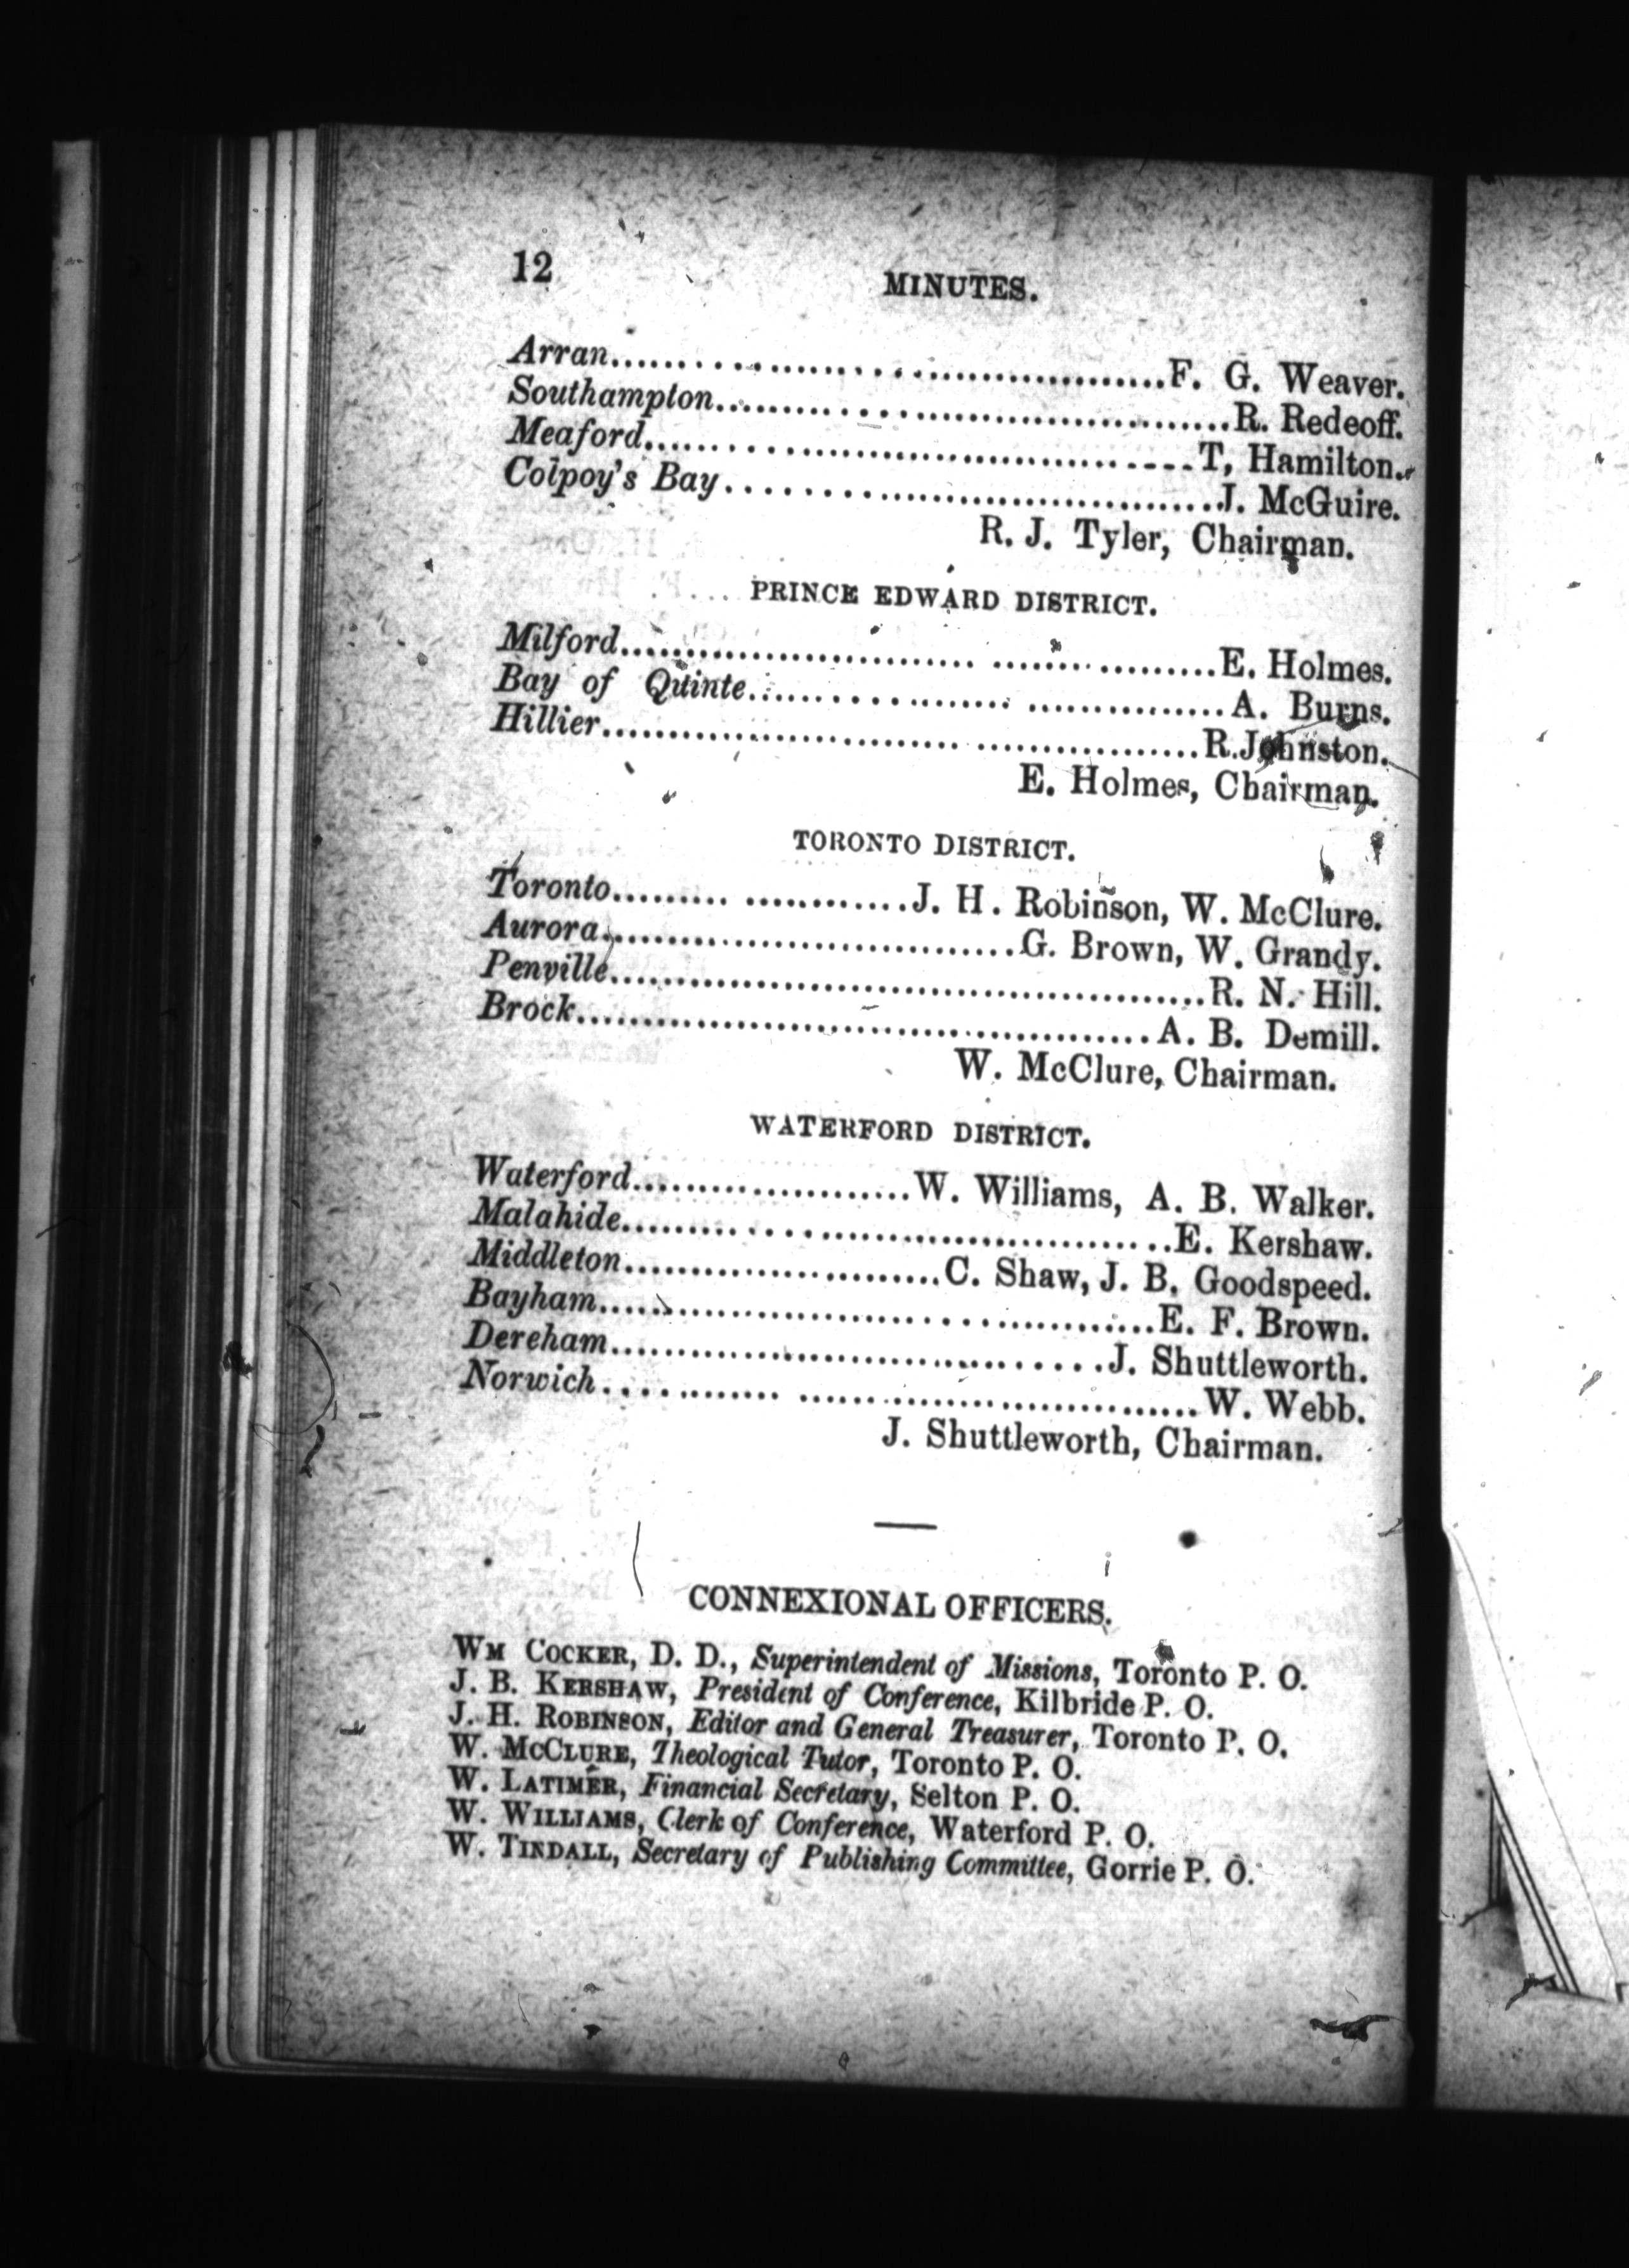 12
MINUTES.
Arran..........F. G. Weaver.
Southampton..........R. Redeoff.
Meaford..........T, Hamilton.
Colpoy's Bay..........J. McGuire.
R. J. Tyler, Chairman.
PRINCE EDWARD DISTRICT.
Milford..........E. Holmes.
Bay of Quinte..........A. Burns.
Hillier..........R. Johnston.
E. Holmes, Chairman.
TORONTO DISTRICT.
Toronto..........J. H. Robinson, W. McClure.
Aurora..........G. Brown, W. Grandy.
Penville..........R. N. Hill.
Brock..........A. B. Demill.
W. McClure, Chairman.
WATERFORD DISTRICT.
Waterford..........W. Williams, A. B. Walker.
Malahide..........E. Kershaw.
Middleton..........C. Shaw, J. B. Goodspeed.
Bayham..........E. F. Brown.
Dereham..........J. Shuttleworth.
Norwich..........W. Webb.
J. Shuttleworth, Chairman.
CONNEXIONAL OFFICERS.
WM COCKER, D. D., Superintendent of Missions, Toronto P. O.
J. B. KERSHAW, President of Conference, Kilbride P. O.
J. H. ROBINSON, Editor and General Treasurer, Toronto P. O.
W. MCCLURE, Theological Tutor, Toronto P. O.
W. LATIMER, Financial Secretary, Selton P. O.
W. WILLIAMS, Clerk of Conference, Waterford P. O.
W. TINDALL, Secretary of Publishing Committee, Gorrie P. O.